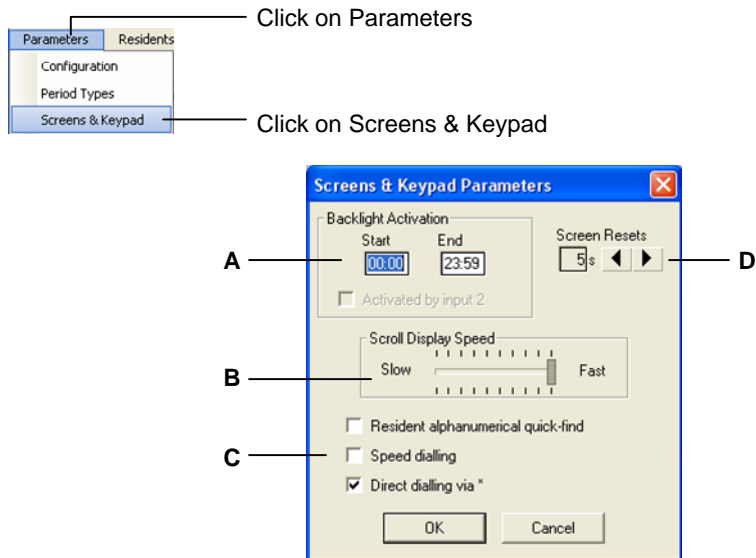 Click on Parameters
Parameters Residents
Configuration
Period Types
Screens & Keypad
Click on Screens & Keypad
Screens & Keypad Parameters
Backlight Activation
Start End
Screen Resets
A
00:00 23:59
5 s
D
Activated by input 2
Scroll Display Speed
Slow Fast
B
Resident alphanumerical quick-find
C
Speed dialling
Direct dialling via *
OK Cancel